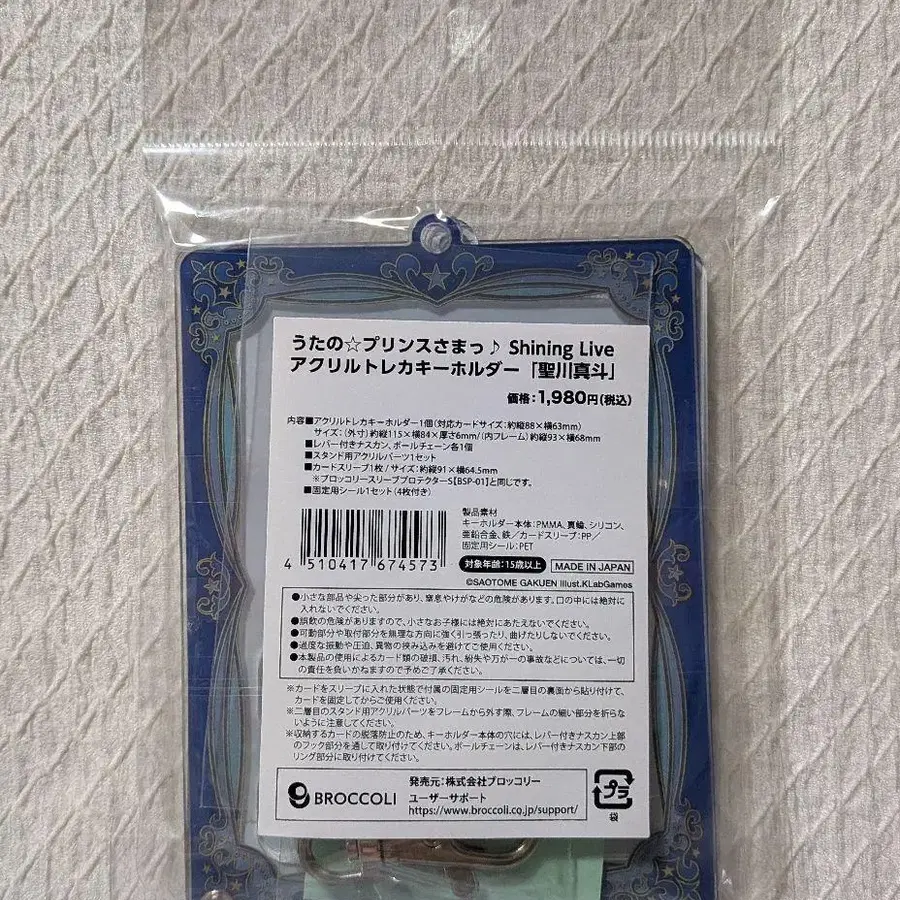 うたの☆プリンスさまっ♪ Shining Live
アクリルトレカキーホルダー「聖川真斗」
価格:1,980円(税込)
内容■アクリルトレカキーホルダー1個(対応カードサイズ:約縦88×横63mm)
サイズ:(外寸)約縦115×横84×厚さ6mm/(内フレーム)約縦93×横68mm
■レバー付きナスカン、ボールチェーン各1個
■スタンド用アクリルパーツ1セット
■カードスリーブ1枚/サイズ:約縦91×横64.5mm
※ブロッコリースリーブプロテクターS【BSP-01】と同じです。
■固定用シール1セット(4枚付き)
製品素材
キーホルダー本体:PMMA、真鍮、シリコン、
亜鉛合金、鉄/カードスリーブ:PP/
固定用シール:PET
4 510417 674573
対象年齢:15歳以上
MADE IN JAPAN
©SAOTOME GAKUEN Illust.KLabGames
●小さな部品や尖った部分があり、窒息やけがなどの危険があります。口の中には絶対に
入れないでください。
●誤飲の危険がありますので、小さなお子様には絶対にあたえないでください。
●可動部分や取付部分を無理な方向に強く引っ張ったり、曲げたりしないでください。
●過度な振動や圧迫、異物の挟み込みを避けてご使用ください。
●本製品の使用によるカード類の破損、汚れ、紛失や万が一の事故などについては、一切
の責任を負いかねますので予めご了承ください。
※カードをスリーブに入れた状態で付属の固定用シールを二層目の裏面から貼り付けて、
カードを固定してからご使用ください。
※二層目のスタンド用アクリルパーツをフレームから外す際、フレームの細い部分を折らな
いように注意してください。
※収納するカードの脱落防止のため、キーホルダー本体の穴には、レバー付きナスカン上部
のフック部分を通して取り付けてください。ボールチェーンは、レバー付きナスカン下部の
リング部分に取り付けてください。
BROCCOLI
発売元:株式会社ブロッコリー
ユーザーサポート
https://www.broccoli.co.jp/support/
プラ
袋